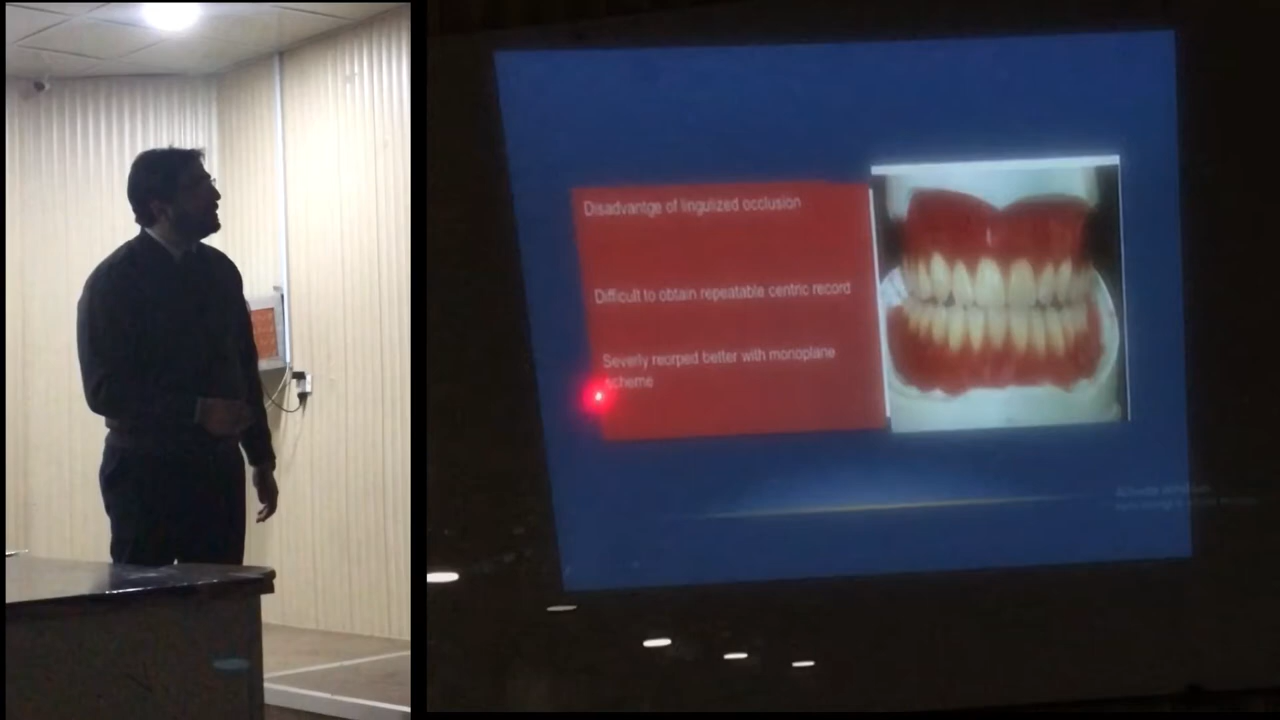 Disadvantge of lingulized occlusion
Difficult to obtain repeatable centric record
Severly reorped better with monoplane
scheme